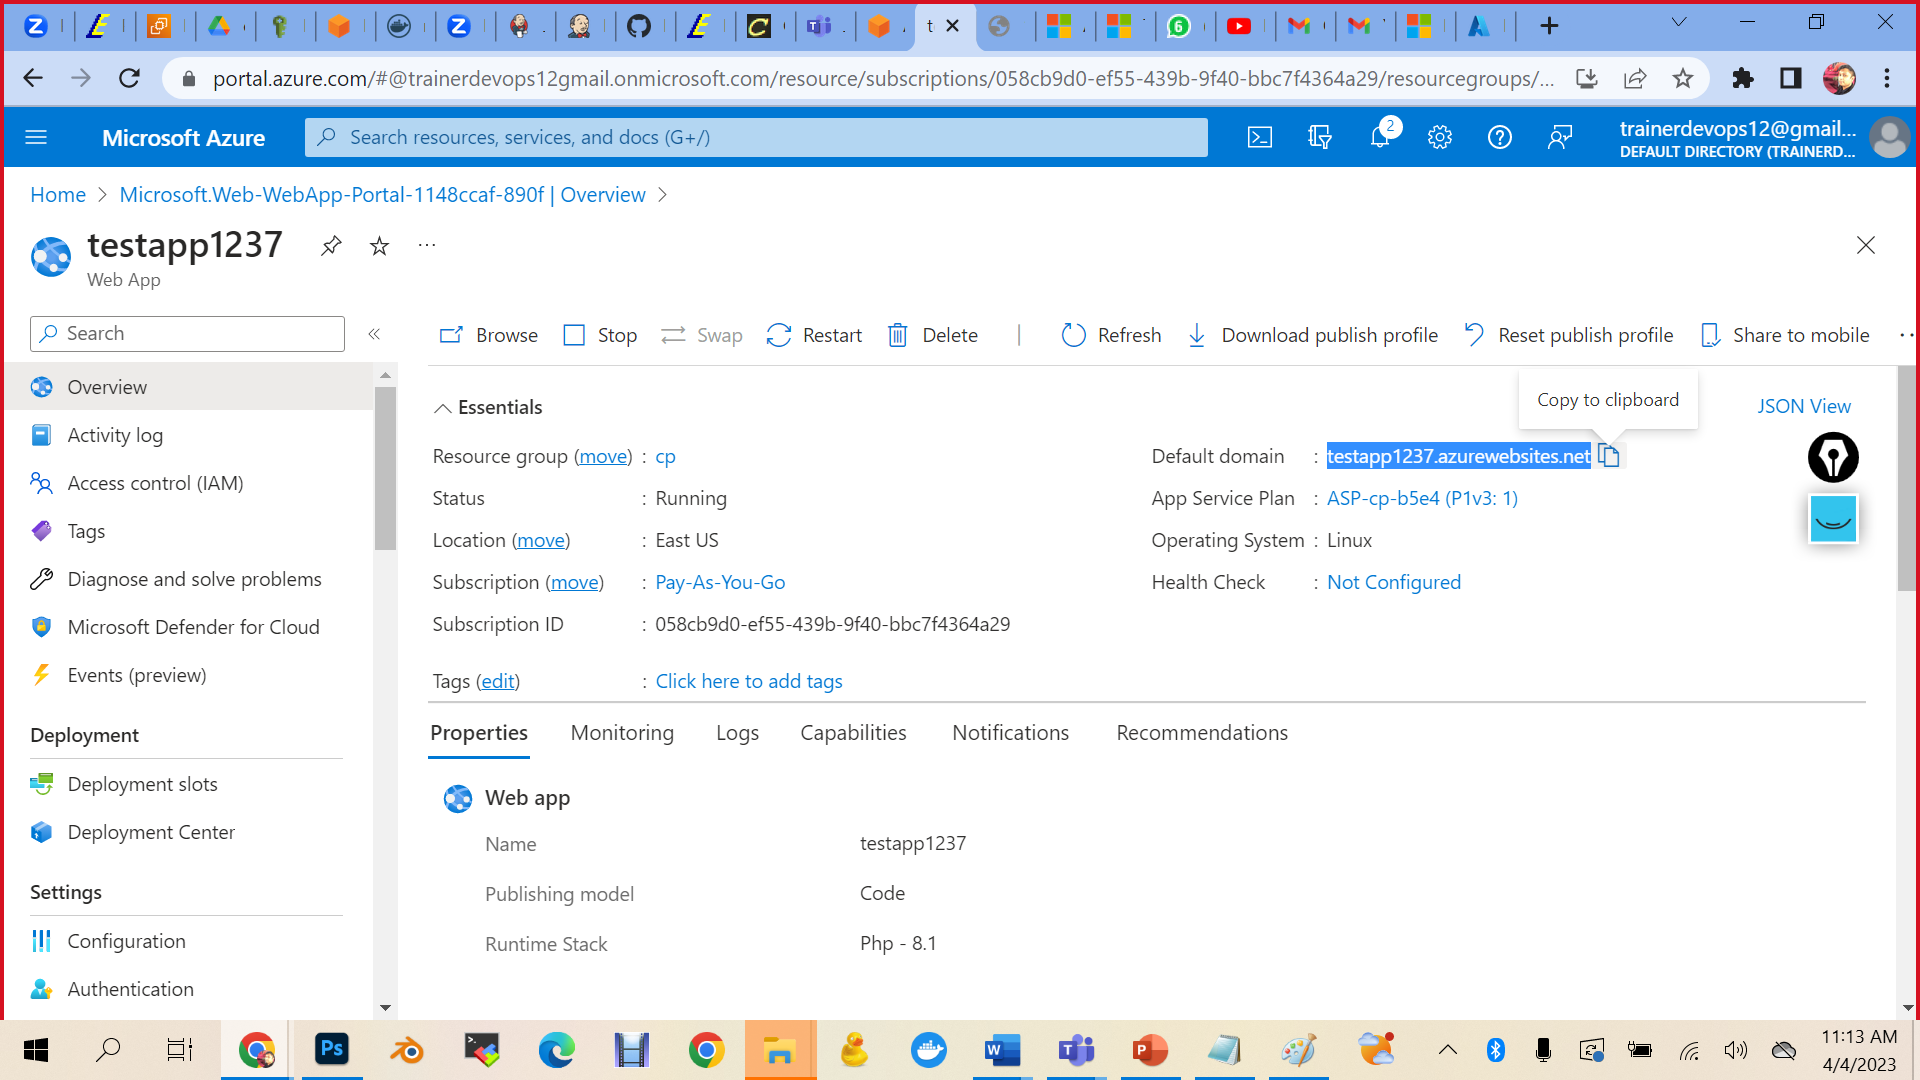 portal.azure.com/#@trainerdevops12gmail.onmicrosoft.com/resource/subscriptions/058cb9d0-ef55-439b-9f40-bbc7f4364a29/resourcegroups/...
Microsoft Azure
Search resources, services, and docs (G+/)
2
trainerdevops12@gmail...
DEFAULT DIRECTORY (TRAINERD...
Home > Microsoft.Web-WebApp-Portal-1148ccaf-890f | Overview >
testapp1237
Web App
Search
Browse Stop Swap Restart Delete | Refresh Download publish profile Reset publish profile Share to mobile
Overview
Activity log
Access control (IAM)
Tags
Diagnose and solve problems
Microsoft Defender for Cloud
Events (preview)
Deployment
Deployment slots
Deployment Center
Settings
Configuration
Authentication
Copy to clipboard
Essentials
JSON View
Resource group (move) : cp
Status : Running
Location (move) : East US
Subscription (move) : Pay-As-You-Go
Subscription ID : 058cb9d0-ef55-439b-9f40-bbc7f4364a29
Tags (edit) : Click here to add tags
Default domain : testapp1237.azurewebsites.net
App Service Plan : ASP-cp-b5e4 (P1v3: 1)
Operating System : Linux
Health Check : Not Configured
Properties Monitoring Logs Capabilities Notifications Recommendations
Web app
Name testapp1237
Publishing model Code
Runtime Stack Php - 8.1
11:13 AM
4/4/2023